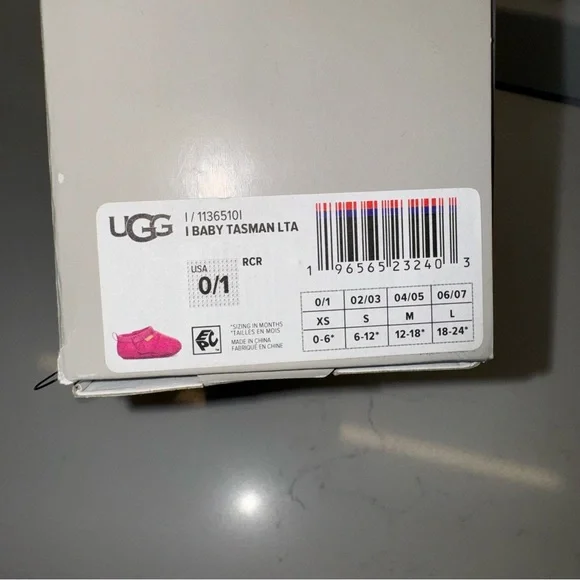 UGG
I / 1136510I
I BABY TASMAN LTA
RCR
USA
0/1
*SIZING IN MONTHS
*TAILLES EN MOIS
MADE IN CHINA
FABRIQUÉ EN CHINE
EPC
1 96565 23240 3
0/1 02/03 04/05 06/07
XS S M L
0-6* 6-12* 12-18* 18-24*